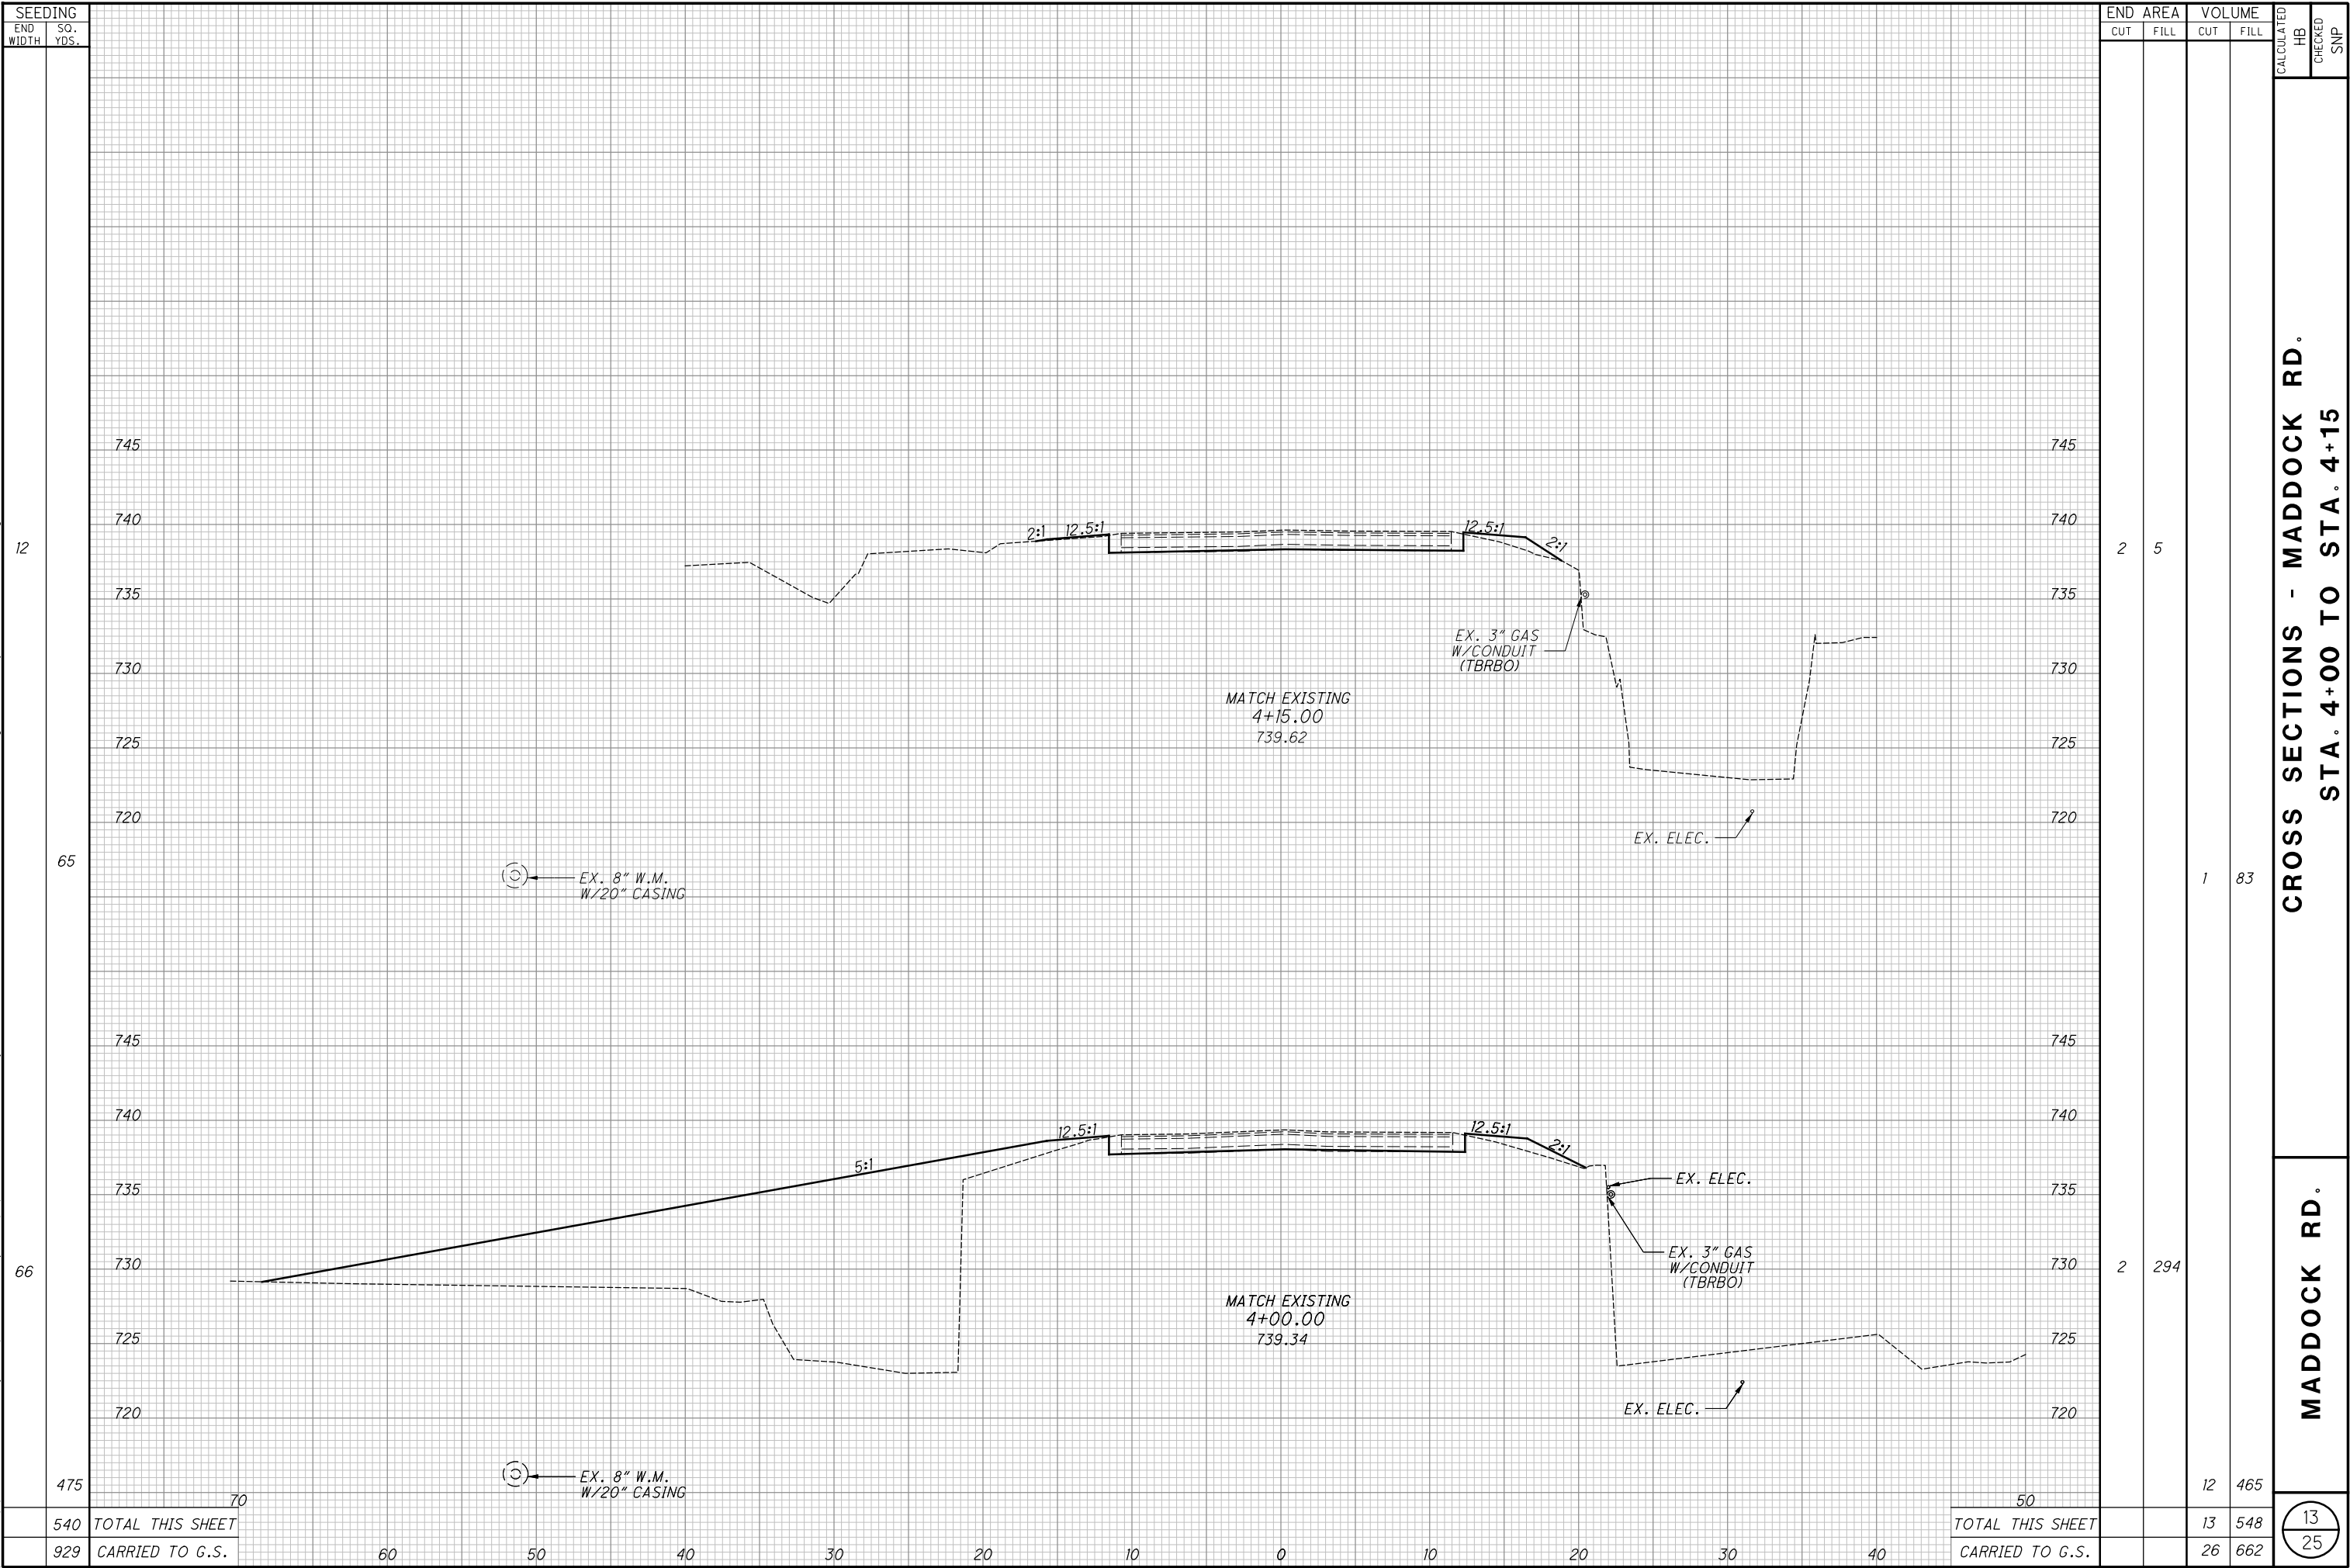 SEEDING
END WIDTH
SQ. YDS.
END AREA
VOLUME
CUT
FILL
CUT
FILL
CALCULATED
HB
CHECKED
SNP
745
745
740
2:1
12.5:1
12.5:1
2:1
740
12
2
5
735
735
EX. 3" GAS
W/CONDUIT
(TBRBO)
730
730
MATCH EXISTING
4+15.00
739.62
725
725
720
720
EX. ELEC.
65
EX. 8" W.M.
W/20" CASING
1
83
CROSS SECTIONS - MADDOCK RD.
STA. 4+00 TO STA. 4+15
745
745
740
12.5:1
12.5:1
2:1
740
5:1
735
EX. ELEC.
735
EX. 3" GAS
W/CONDUIT
(TBRBO)
730
730
66
2
294
MATCH EXISTING
4+00.00
739.34
725
725
720
720
EX. ELEC.
EX. 8" W.M.
W/20" CASING
475
12
465
70
50
540
TOTAL THIS SHEET
TOTAL THIS SHEET
13
548
929
CARRIED TO G.S.
60
50
40
30
20
10
0
10
20
30
40
CARRIED TO G.S.
26
662
MADDOCK RD.
13
25